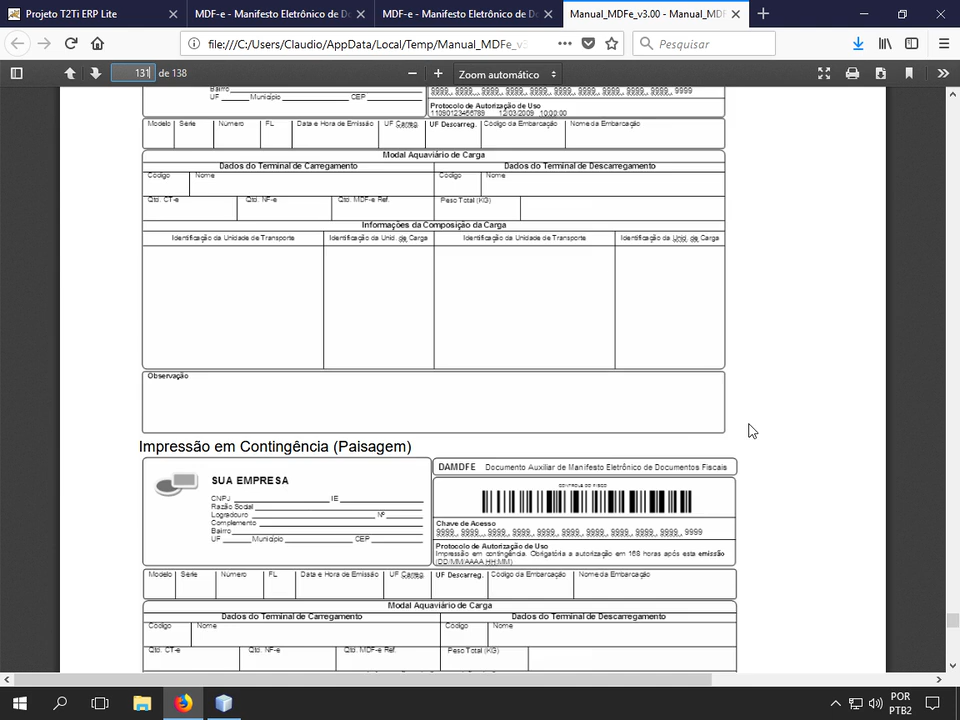 Projeto T2Ti ERP Lite
MDF-e - Manifesto Eletrônico de D
MDF-e - Manifesto Eletrônico de D
Manual_MDFe_v3.00 - Manual_MDF
file:///C:/Users/Claudio/AppData/Local/Temp/Manual_MDFe_v3
Pesquisar
131 de 138
Zoom automático
Bairro
UF Município CEP
9999.. 9999.. 9999.. 9999.. 9999.. 9999.. 9999.. 9999.. 9999.. 9999.. 9999
Protocolo de Autorização de Uso
11090123456789 12/03/2009 10:00:00
Modelo Série Número FL Data e Hora de Emissão UF Carreg. UF Descarreg. Código da Embarcação Nome da Embarcação
Modal Aquaviário de Carga
Dados do Terminal de Carregamento Dados do Terminal de Descarregamento
Código Nome Código Nome
Qtd. CT-e Qtd. NF-e Qtd. MDF-e Ref. Peso Total (KG)
Informações da Composição da Carga
Identificação da Unidade de Transporte Identificação da Unid. de Carga Identificação da Unidade de Transporte Identificação da Unid. de Carga
Observação
Impressão em Contingência (Paisagem)
SUA EMPRESA
CNPJ IE
Razão Social
Logradouro Nº
Complemento
Bairro
UF Município CEP
DAMDFE Documento Auxiliar de Manifesto Eletrônico de Documentos Fiscais
CONTROLE DO FISCO
Chave de Acesso
9999.. 9999.. 9999.. 9999.. 9999.. 9999.. 9999.. 9999.. 9999.. 9999.. 9999
Protocolo de Autorização de Uso
Impressão em contingência. Obrigatória a autorização em 168 horas após esta emissão
(DD/MM/AAAA HH:MM)
Modelo Série Número FL Data e Hora de Emissão UF Carreg. UF Descarreg. Código da Embarcação Nome da Embarcação
Modal Aquaviário de Carga
Dados do Terminal de Carregamento Dados do Terminal de Descarregamento
Código Nome Código Nome
Qtd. CT-e Qtd. NF-e Qtd. MDF-e Ref. Peso Total (KG)
POR
PTB2